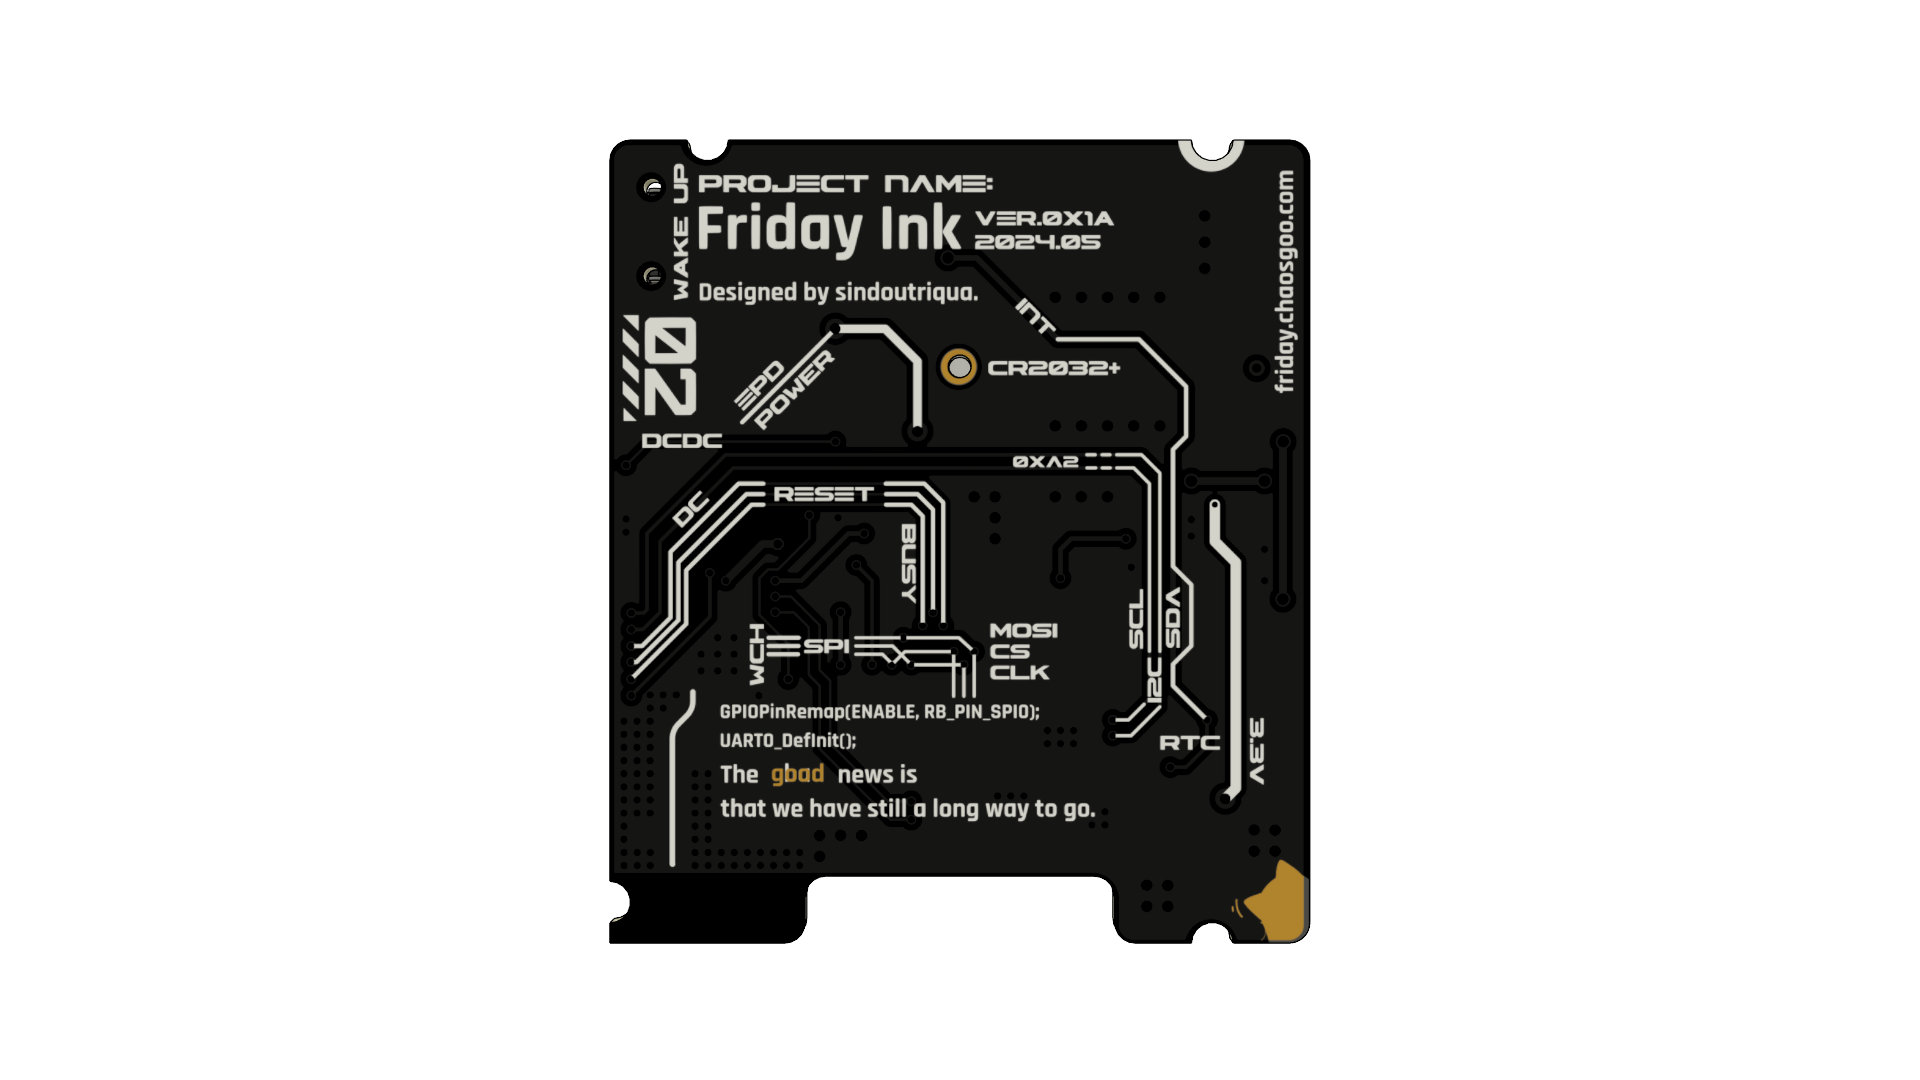 WAKE UP
PROJECT NAME:
Friday Ink
VER.0X1A
2024.05
friday.chaosgoo.com
Designed by sindoutriqua.
INT
02
EPD
POWER
CR2032+
DCDC
0XA2
DC
RESET
BUSY
SCL
SDA
WCH
SPI
MOSI
CS
CLK
I2C
GPIOPinRemap(ENABLE, RB_PIN_SPI0);
UART0_DefInit();
RTC
3.3V
The gbad news is
that we have still a long way to go.